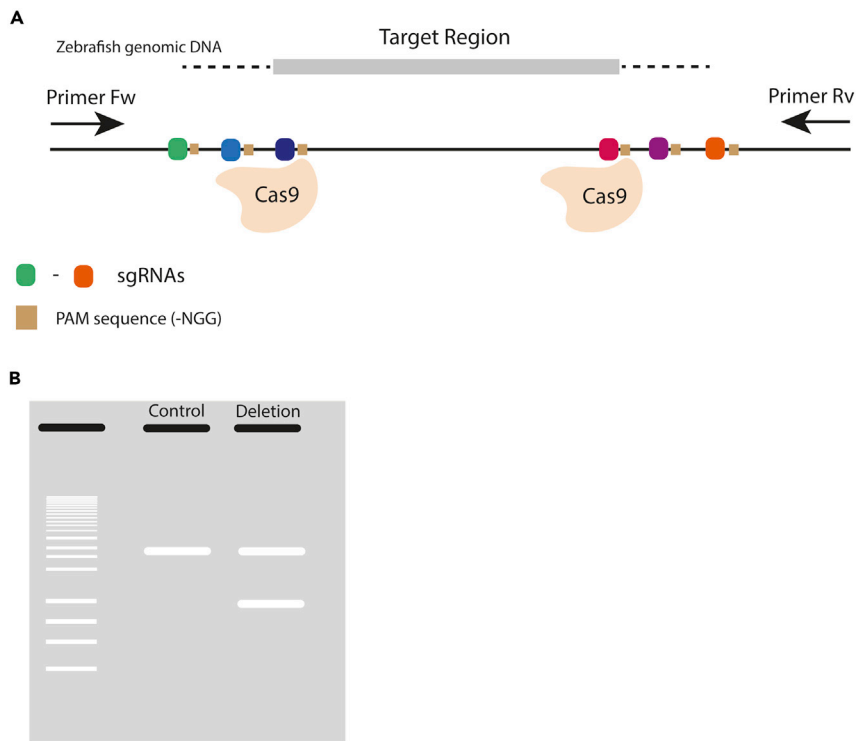 A
Target Region
Zebrafish genomic DNA
Primer Fw
Primer Rv
Cas9
Cas9
- sgRNAs
PAM sequence (-NGG)
B
Control Deletion